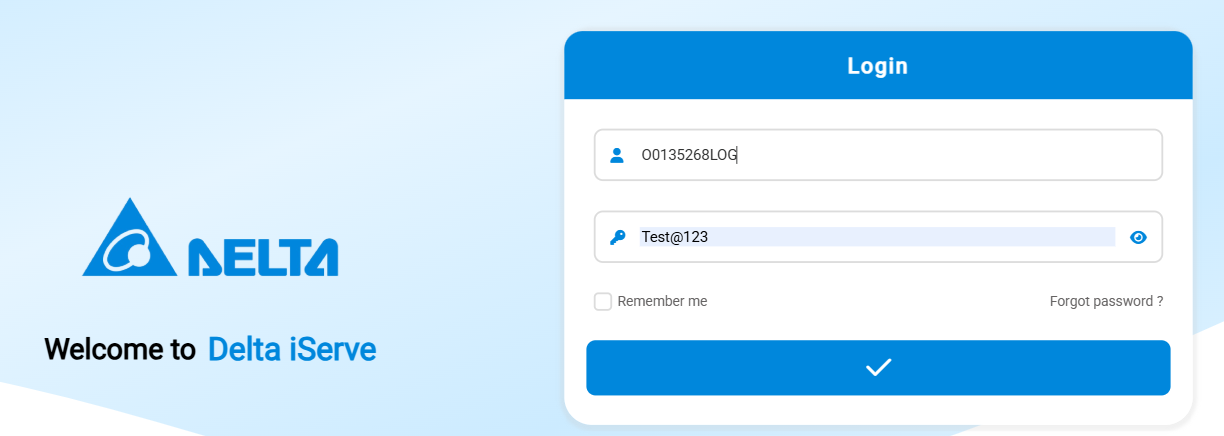 Login
O0135268LOG
Test@123
Remember me
Forgot password ?
DELTA
Welcome to Delta iServe